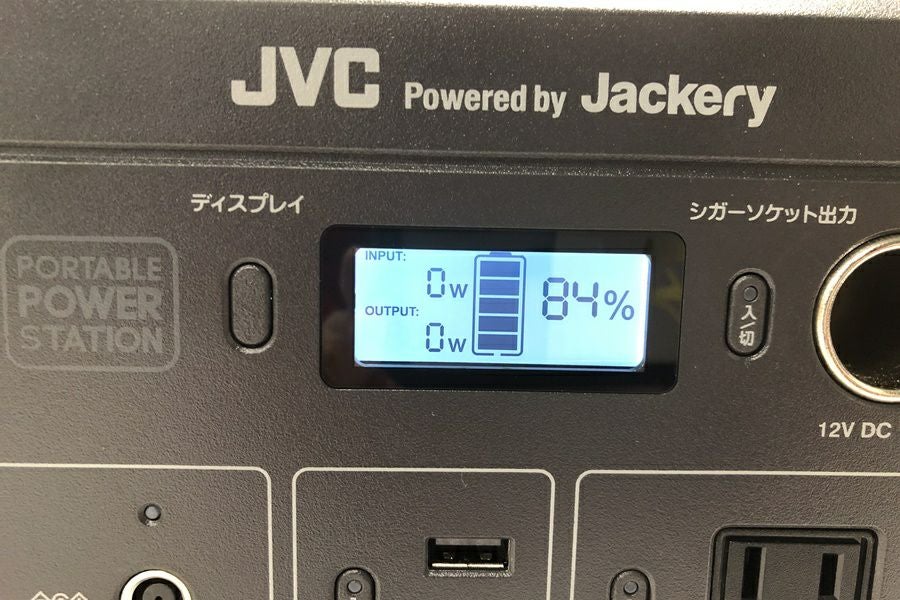 JVC Powered by Jackery
ディスプレイ
シガーソケット出力
PORTABLE
POWER
STATION
INPUT:
0W
OUTPUT:
0W
84%
入/切
12V DC